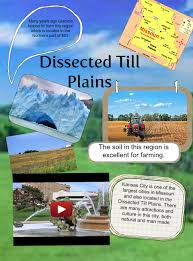 Many years ago Glaciers
helped to form this region
which is located in the
Northern part of MO
Missouri
Dissected Till
Plains
The soil in this region is
excellent for farming.
Kansas City is one of the
largest cities in Missouri
and also located in the
Dissected Till Plains. There
are many attractions and
culture in this city, both
natural and man made.